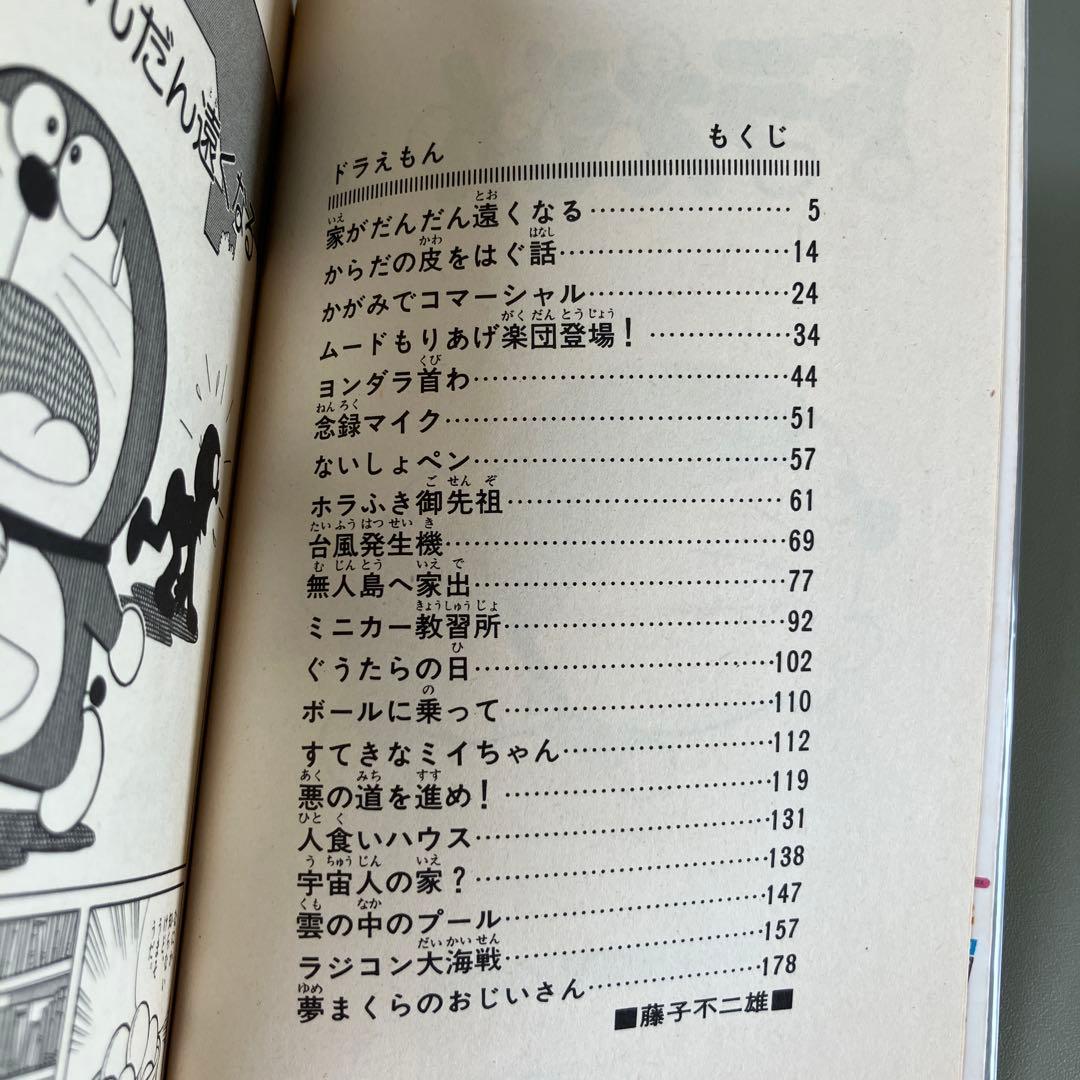 んだん遠くなる
ドラえもん もくじ
家がだんだん遠くなる…………………… 5
からだの皮をはぐ話……………………14
かがみでコマーシャル…………………24
ムードもりあげ楽団登場！ ……………34
ヨンダラ首わ……………………………44
念録マイク………………………………51
ないしょペン……………………………57
ホラふき御先祖…………………………61
台風発生機………………………………69
無人島へ家出……………………………77
ミニカー教習所…………………………92
ぐうたらの日……………………………102
ボールに乗って…………………………110
すてきなミイちゃん……………………112
悪の道を進め！…………………………119
人食いハウス……………………………131
宇宙人の家？……………………………138
雲の中のプール…………………………147
ラジコン大海戦…………………………157
夢まくらのおじいさん…………………178
■藤子不二雄■